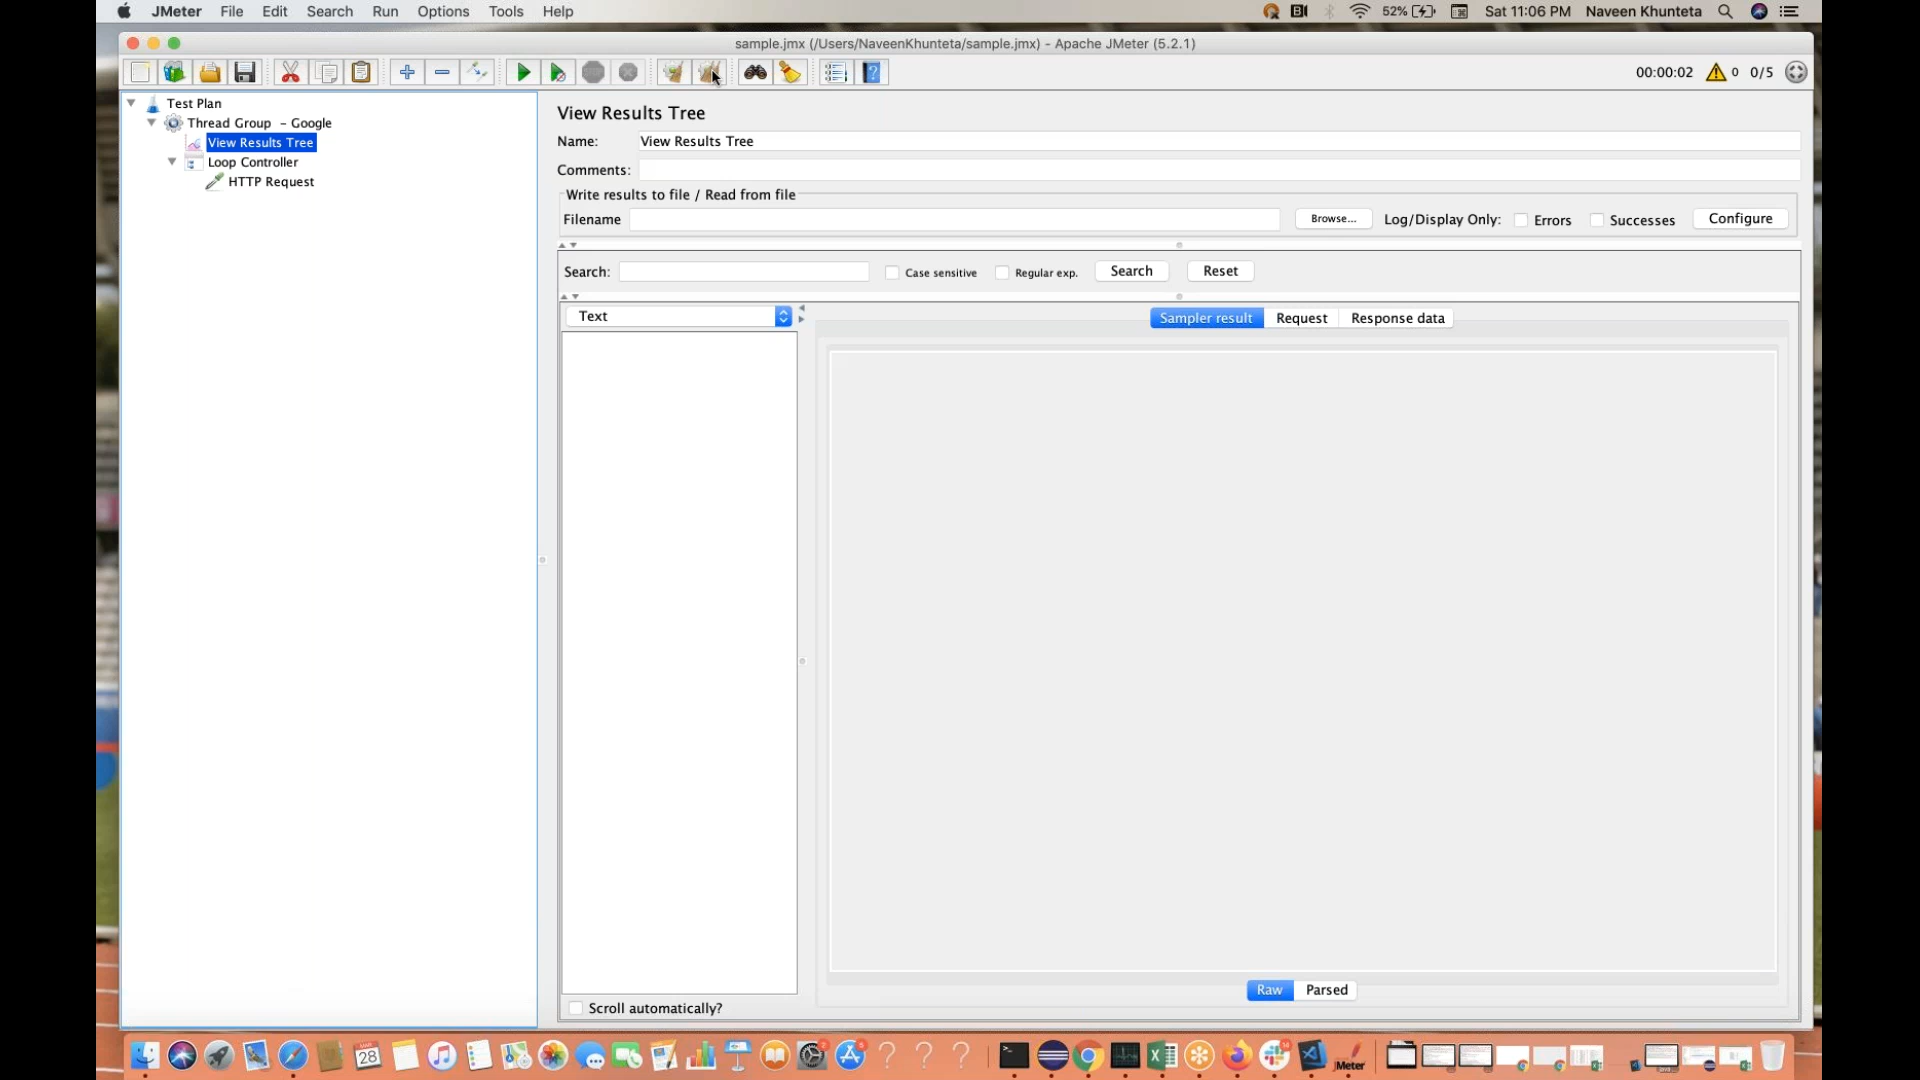 JMeter File Edit Search Run Options Tools Help
52% Sat 11:06 PM Naveen Khunteta
sample.jmx (/Users/NaveenKhunteta/sample.jmx) - Apache JMeter (5.2.1)
00:00:02 0 0/5
Test Plan
Thread Group - Google
View Results Tree
Loop Controller
HTTP Request
View Results Tree
Name: View Results Tree
Comments:
Write results to file / Read from file
Filename Browse... Log/Display Only: Errors Successes Configure
Search: Case sensitive Regular exp. Search Reset
Text
Sampler result Request Response data
Raw Parsed
Scroll automatically?
28
JMeter